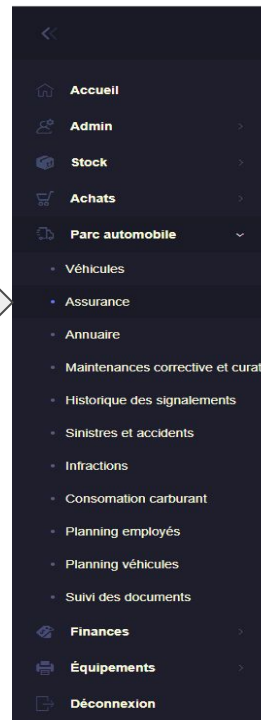 Accueil
Admin
Stock
Achats
Parc automobile
Véhicules
Assurance
Annuaire
Maintenances corrective et curat
Historique des signalements
Sinistres et accidents
Infractions
Consomation carburant
Planning employés
Planning véhicules
Suivi des documents
Finances
Équipements
Déconnexion